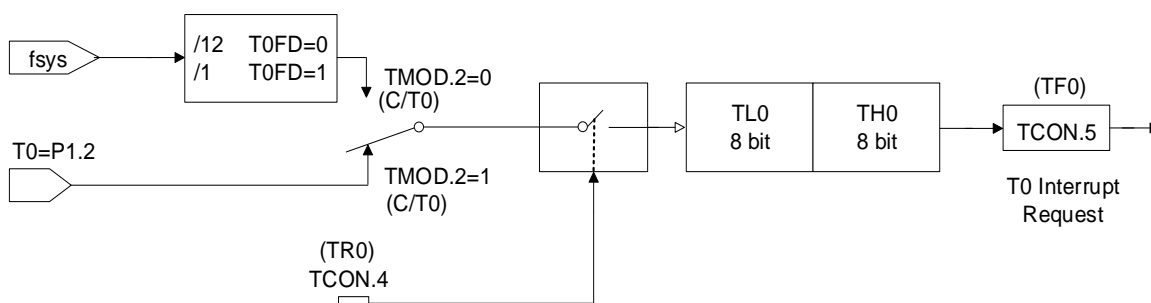 fsys
/12 T0FD=0
/1 T0FD=1
TMOD.2=0
(C/T0)
T0=P1.2
TMOD.2=1
(C/T0)
(TR0)
TCON.4
TL0
8 bit
TH0
8 bit
(TF0)
TCON.5
T0 Interrupt
Request